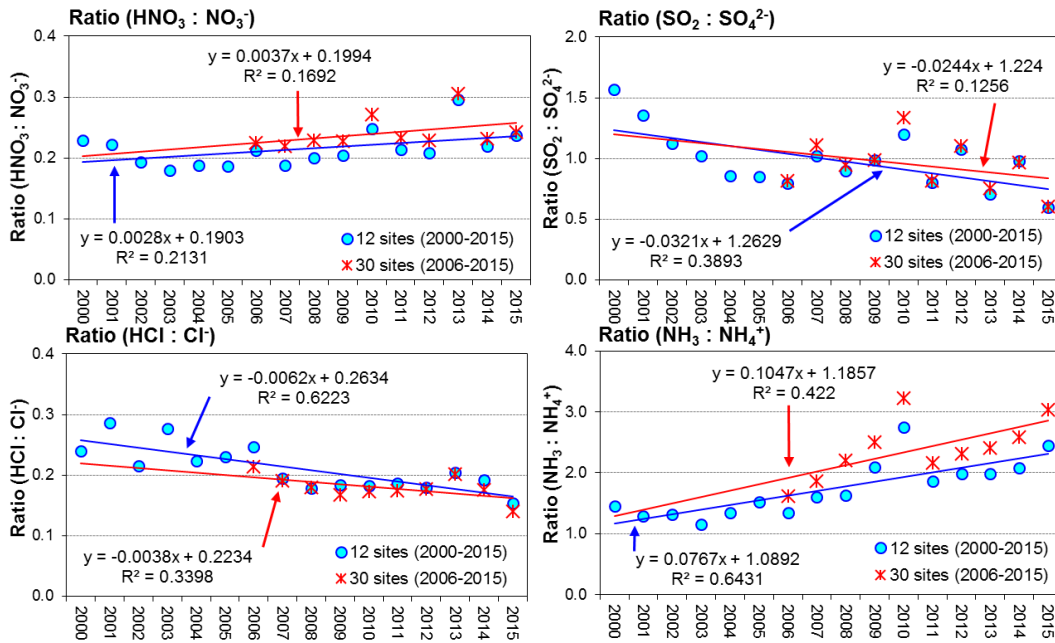 Ratio (HNO₃ : NO₃⁻)
Ratio (HNO₃ : NO₃⁻)
0.4
0.3
0.2
0.1
0.0
y = 0.0037x + 0.1994
R² = 0.1692
y = 0.0028x + 0.1903
R² = 0.2131
12 sites (2000-2015)
30 sites (2006-2015)
2000 2001 2002 2003 2004 2005 2006 2007 2008 2009 2010 2011 2012 2013 2014 2015
Ratio (SO₂ : SO₄²⁻)
Ratio (SO₂ : SO₄²⁻)
2.0
1.5
1.0
0.5
0.0
y = -0.0244x + 1.224
R² = 0.1256
y = -0.0321x + 1.2629
R² = 0.3893
12 sites (2000-2015)
30 sites (2006-2015)
2000 2001 2002 2003 2004 2005 2006 2007 2008 2009 2010 2011 2012 2013 2014 2015
Ratio (HCl : Cl⁻)
Ratio (HCl : Cl⁻)
0.4
0.3
0.2
0.1
0.0
y = -0.0062x + 0.2634
R² = 0.6223
y = -0.0038x + 0.2234
R² = 0.3398
12 sites (2000-2015)
30 sites (2006-2015)
2000 2001 2002 2003 2004 2005 2006 2007 2008 2009 2010 2011 2012 2013 2014 2015
Ratio (NH₃ : NH₄⁺)
Ratio (NH₃ : NH₄⁺)
4.0
3.0
2.0
1.0
0.0
y = 0.1047x + 1.1857
R² = 0.422
y = 0.0767x + 1.0892
R² = 0.6431
12 sites (2000-2015)
30 sites (2006-2015)
2000 2001 2002 2003 2004 2005 2006 2007 2008 2009 2010 2011 2012 2013 2014 2015